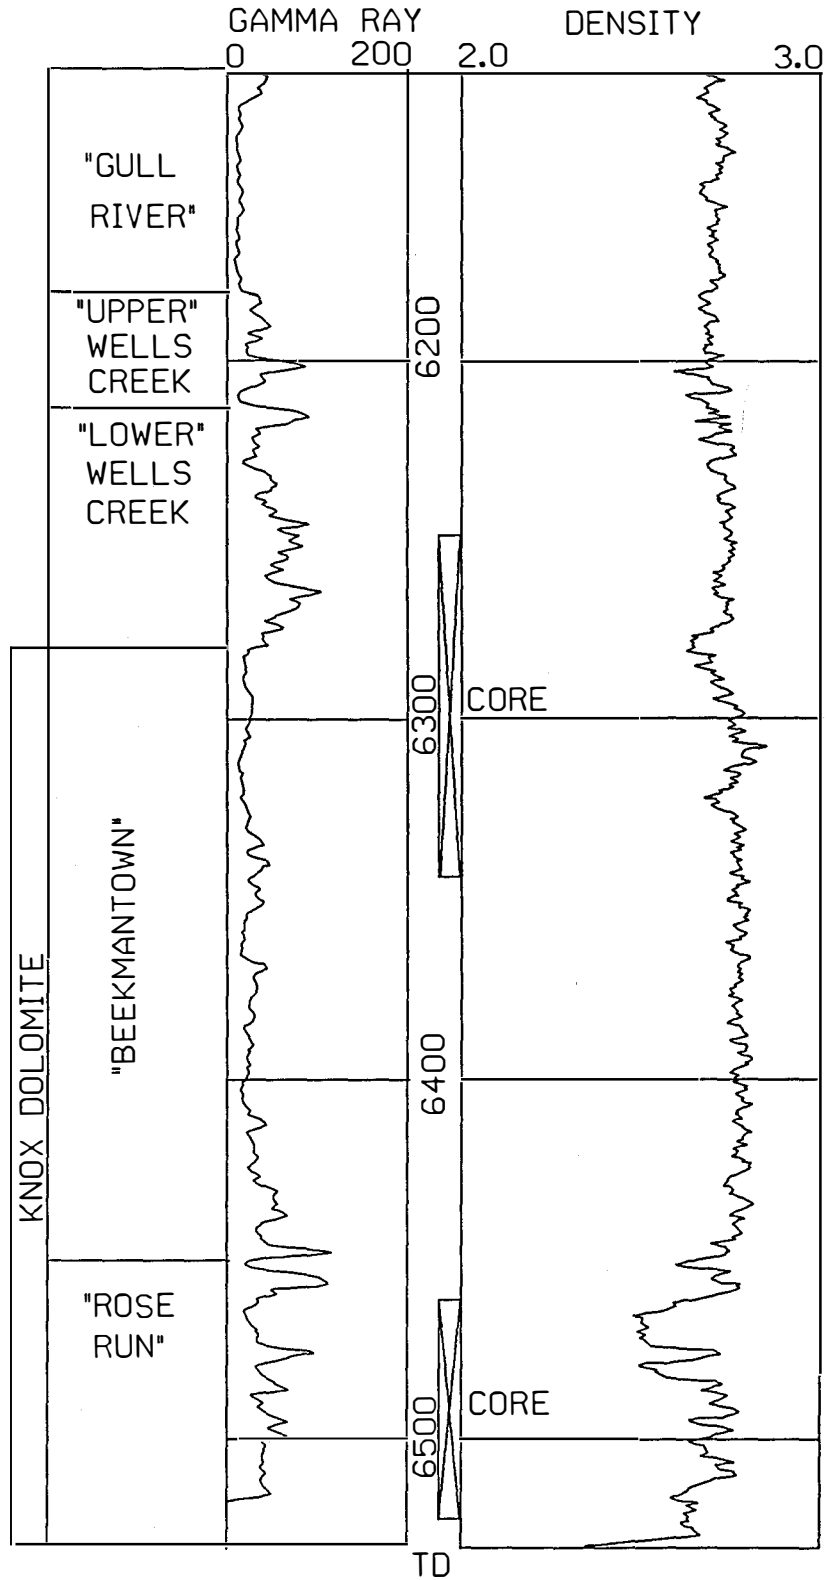 GAMMA RAY DENSITY
0 200 2.0 3.0
"GULL
RIVER"
"UPPER"
WELLS
CREEK
6200
"LOWER"
WELLS
CREEK
6300
CORE
"BEEKMANTOWN"
KNOX DOLOMITE
6400
"ROSE
RUN"
CORE
6500
TD